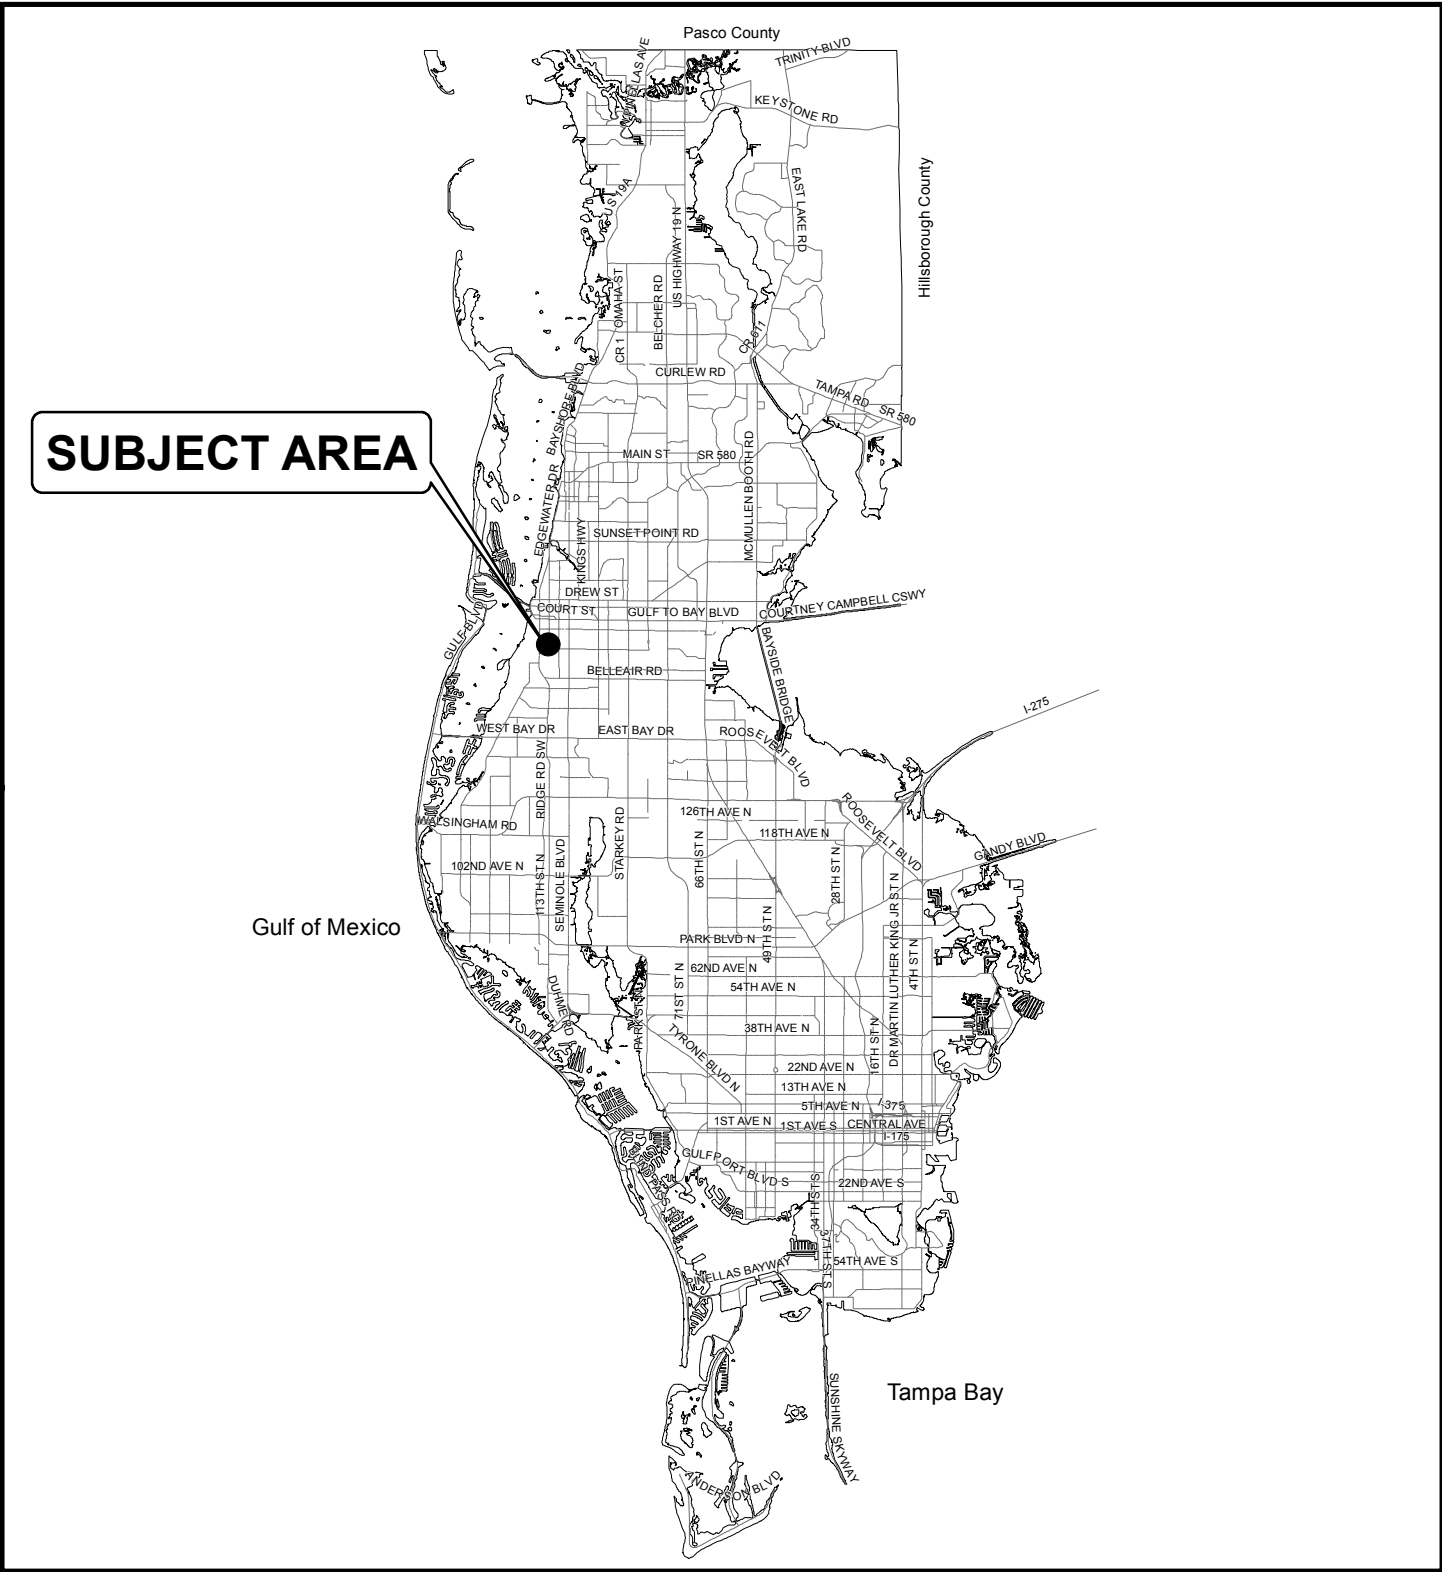 Pasco County
TRINITY BLVD
PINELLAS AVE
KEYSTONE RD
Hillsborough County
EAST LAKE RD
US 19A
US HIGHWAY 19 N
OMAHA ST
BELCHER RD
CR 1
CR 611
CURLEW RD
TAMPA RD
SR 580
BAYSHORE BLVD
SUBJECT AREA
MAIN ST
SR 580
MCMULLEN BOOTH RD
EDGEWATER DR
SUNSET POINT RD
KINGS HWY
DREW ST
COURT ST
GULF TO BAY BLVD
COURTNEY CAMPBELL CSWY
GULF BLVD
BAYSIDE BRIDGE
BELLEAIR RD
I-275
WEST BAY DR
EAST BAY DR
ROOSEVELT BLVD
RIDGE RD SW
126TH AVE N
ROOSEVELT BLVD
WALSINGHAM RD
STARKEY RD
118TH AVE N
GANDY BLVD
102ND AVE N
66TH ST N
28TH ST N
113TH ST N
SEMINOLE BLVD
DR MARTIN LUTHER KING JR ST N
Gulf of Mexico
49TH ST N
PARK BLVD N
4TH ST N
62ND AVE N
71ST ST N
54TH AVE N
DUHME RD
PARK ST N
38TH AVE N
16TH ST N
TYRONE BLVD N
22ND AVE N
13TH AVE N
5TH AVE N
I-375
1ST AVE N
1ST AVE S
CENTRAL AVE
I-175
GULFPORT BLVD S
22ND AVE S
34TH ST S
37TH ST S
54TH AVE S
PINELLAS BAYWAY
Tampa Bay
SUNSHINE SKYWAY
ANDERSON BLVD